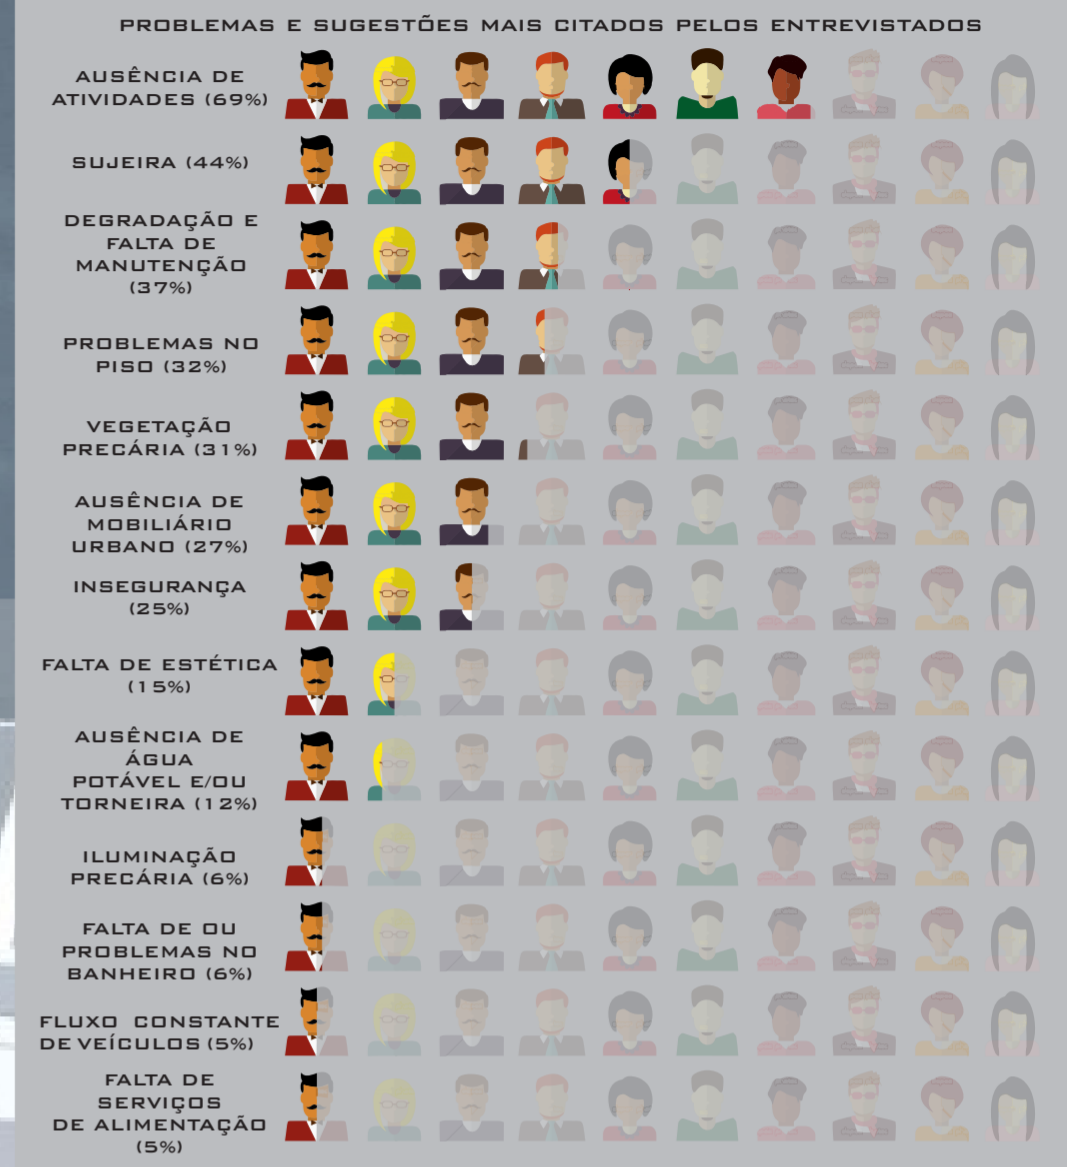 PROBLEMAS E SUGESTÕES MAIS CITADOS PELOS ENTREVISTADOS
AUSÊNCIA DE
ATIVIDADES (69%)
SUJEIRA (44%)
DEGRADAÇÃO E
FALTA DE
MANUTENÇÃO
(37%)
PROBLEMAS NO
PISO (32%)
VEGETAÇÃO
PRECÁRIA (31%)
AUSÊNCIA DE
MOBILIÁRIO
URBANO (27%)
INSEGURANÇA
(25%)
FALTA DE ESTÉTICA
(15%)
AUSÊNCIA DE
ÁGUA
POTÁVEL E/OU
TORNEIRA (12%)
ILUMINAÇÃO
PRECÁRIA (6%)
FALTA DE OU
PROBLEMAS NO
BANHEIRO (6%)
FLUXO CONSTANTE
DE VEÍCULOS (5%)
FALTA DE
SERVIÇOS
DE ALIMENTAÇÃO
(5%)